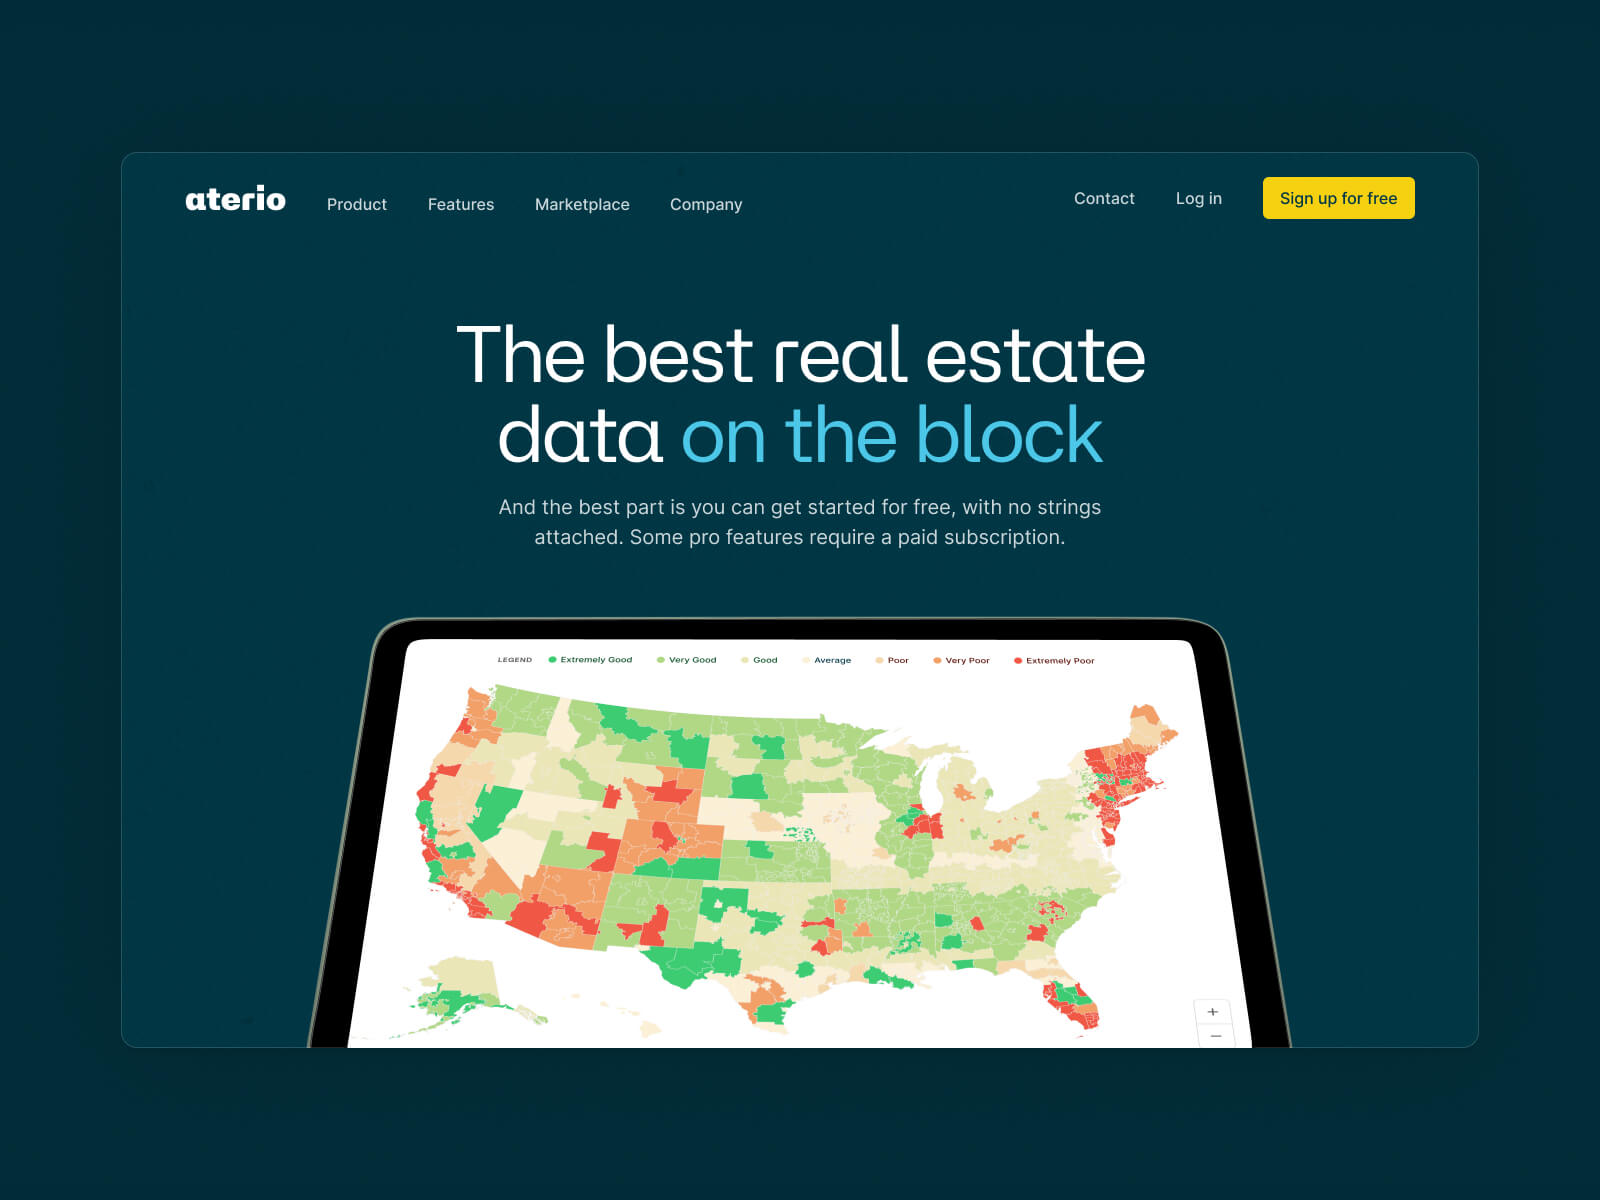 aterio
Product
Features
Marketplace
Company
Contact
Log in
Sign up for free
The best real estate
data on the block
And the best part is you can get started for free, with no strings
attached. Some pro features require a paid subscription.
LEGEND
Extremely Good
Very Good
Good
Average
Poor
Very Poor
Extremely Poor
+
−